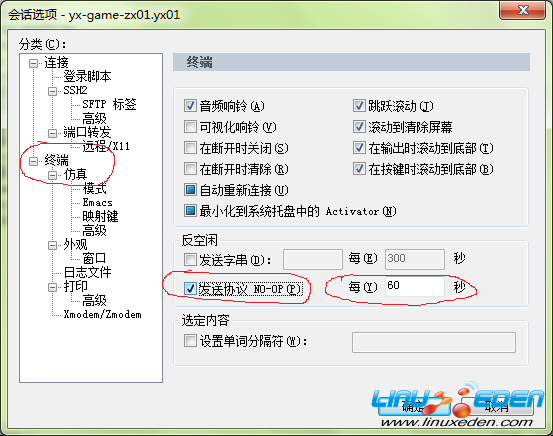 会话选项 - yx-game-zx01.yx01
分类(C):
连接
登录脚本
SSH2
SFTP 标签
高级
端口转发
远程/X11
终端
仿真
模式
Emacs
映射键
高级
外观
窗口
日志文件
打印
高级
Xmodem/Zmodem
终端
音频响铃(A)
跳跃滚动(J)
可视化响铃(V)
滚动到清除屏幕
在断开时关闭(S)
在输出时滚动到底部(T)
在断开时清除(R)
在按键时滚动到底部(B)
自动重新连接(U)
最小化到系统托盘中的 Activator(N)
反空闲
发送字串(D): 每(E) 300 秒
发送协议 NO-OP(P) 每(Y) 60 秒
选定内容
设置单词分隔符(W):
确定
取消
LINUXEDEN
www.linuxeden.com